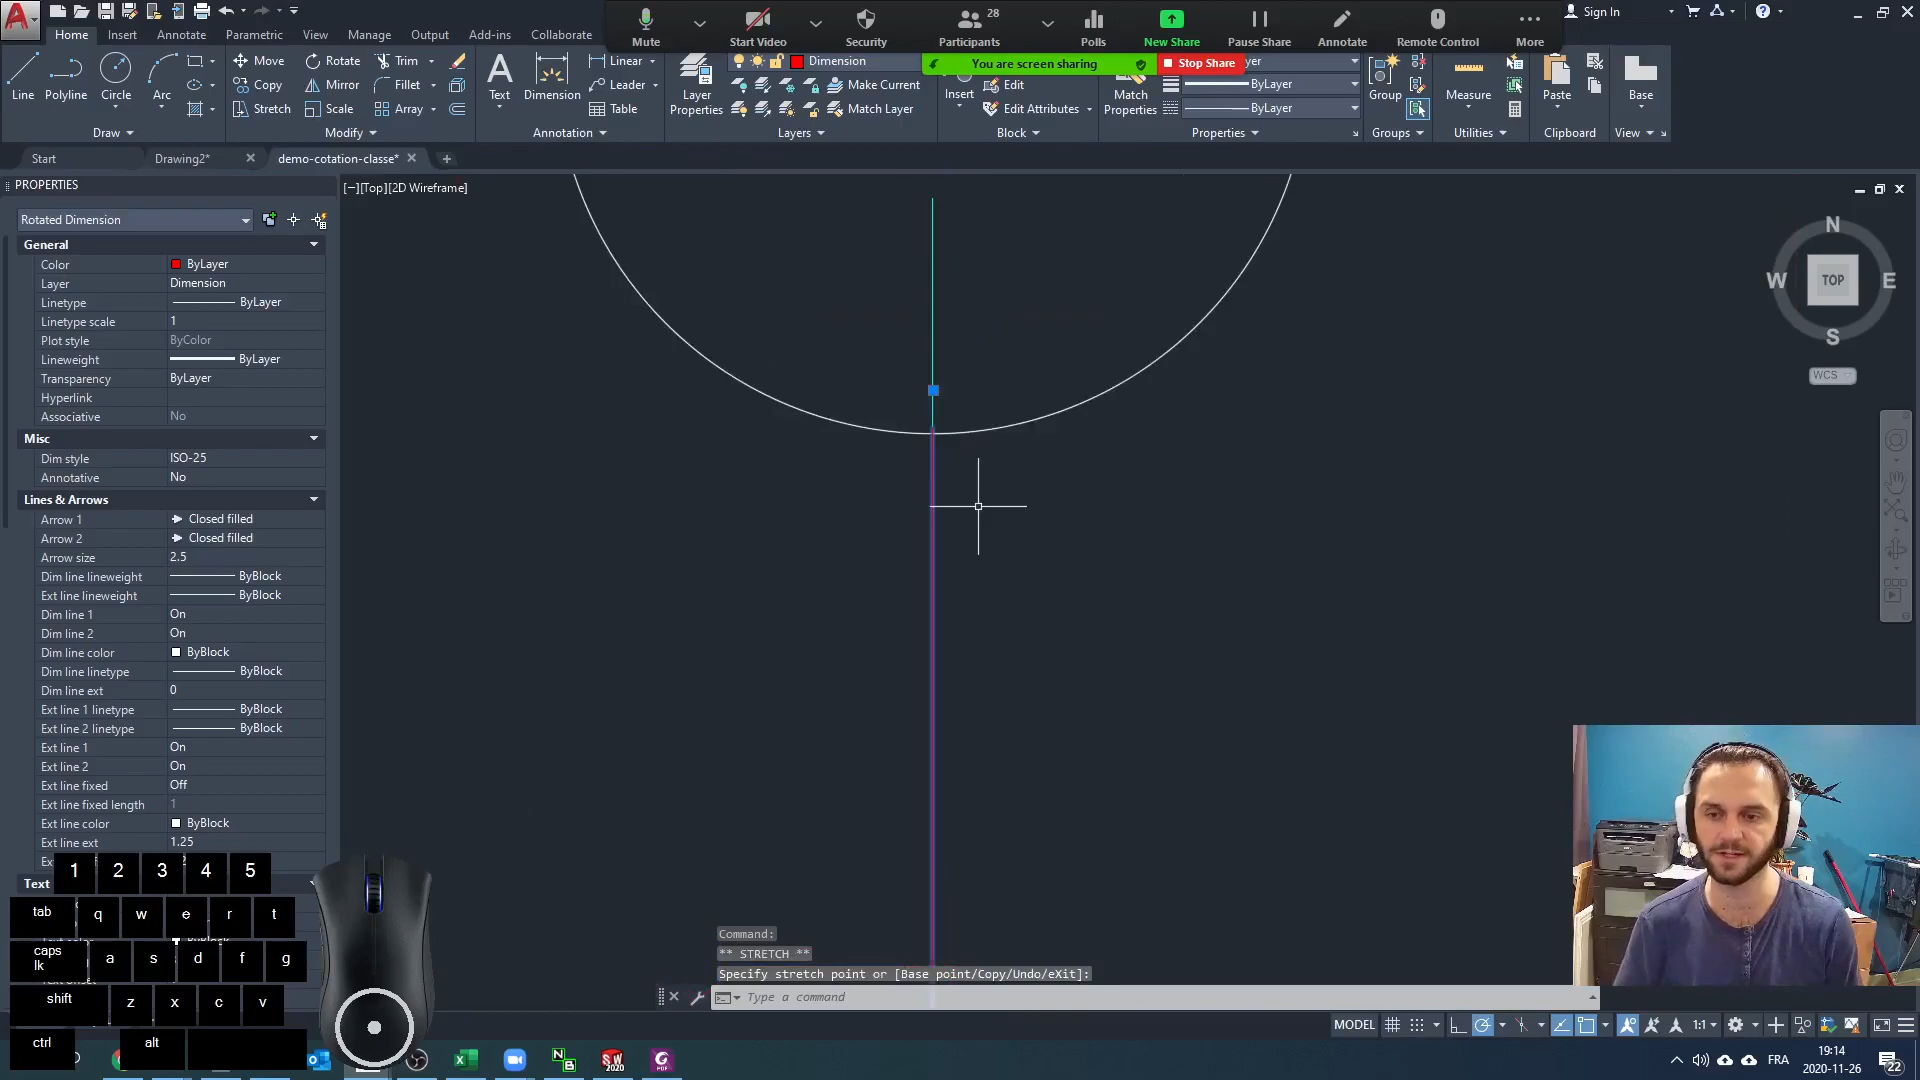 Home Insert Annotate Parametric View Manage Output Add-ins Collaborate
Mute Start Video Security Participants 28 Polls New Share Pause Share Annotate Remote Control More
Sign In
You are screen sharing Stop Share
Line Polyline Circle Arc
Move Rotate Trim
Copy Mirror Fillet
Stretch Scale Array
Text Dimension
Linear
Leader
Table
Layer Properties
Dimension
Make Current
Match Layer
Insert
Edit
Edit Attributes
Match Properties
ByLayer
ByLayer
Group Measure Paste Base
Draw Modify Annotation Layers Block Properties Groups Utilities Clipboard View
Start Drawing2* demo-cotation-classe*
PROPERTIES
[−][Top][2D Wireframe]
Rotated Dimension
General
Color ByLayer
Layer Dimension
Linetype ByLayer
Linetype scale 1
Plot style ByColor
Lineweight ByLayer
Transparency ByLayer
Hyperlink
Associative No
Misc
Dim style ISO-25
Annotative No
Lines & Arrows
Arrow 1 Closed filled
Arrow 2 Closed filled
Arrow size 2.5
Dim line lineweight ByBlock
Ext line lineweight ByBlock
Dim line 1 On
Dim line 2 On
Dim line color ByBlock
Dim line linetype ByBlock
Dim line ext 0
Ext line 1 linetype ByBlock
Ext line 2 linetype ByBlock
Ext line 1 On
Ext line 2 On
Ext line fixed Off
Ext line fixed length 1
Ext line color ByBlock
Ext line ext 1.25
Text
1 2 3 4 5
tab q w e r t
caps lk a s d f g
shift z x c v
ctrl alt
N
W TOP E
S
WCS
Command:
** STRETCH **
Specify stretch point or [Base point/Copy/Undo/eXit]:
Type a command
MODEL 1:1
FRA
19:14
2020-11-26
22